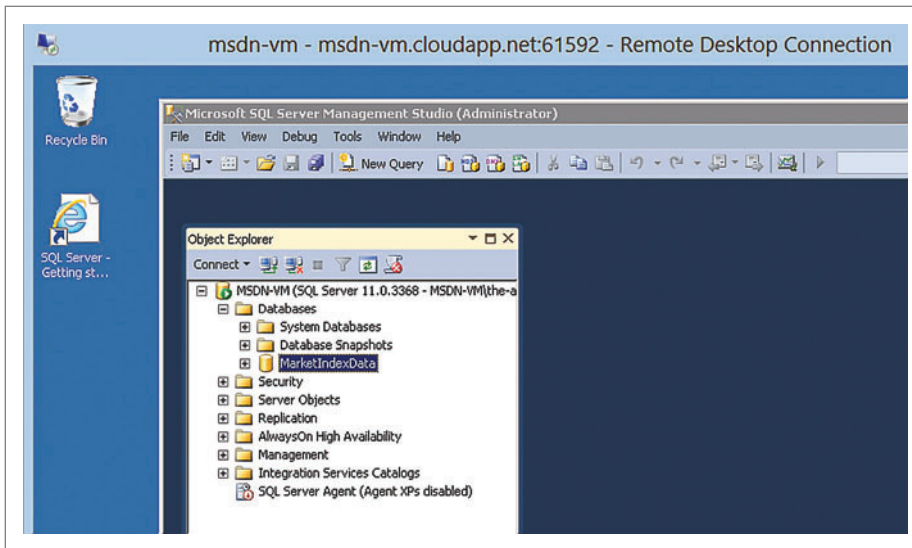 msdn-vm - msdn-vm.cloudapp.net:61592 - Remote Desktop Connection
Recycle Bin
SQL Server -
Getting st...
Microsoft SQL Server Management Studio (Administrator)
File Edit View Debug Tools Window Help
New Query
Object Explorer
Connect
MSDN-VM (SQL Server 11.0.3368 - MSDN-VM\the-a
Databases
System Databases
Database Snapshots
MarketIndexData
Security
Server Objects
Replication
AlwaysOn High Availability
Management
Integration Services Catalogs
SQL Server Agent (Agent XPs disabled)